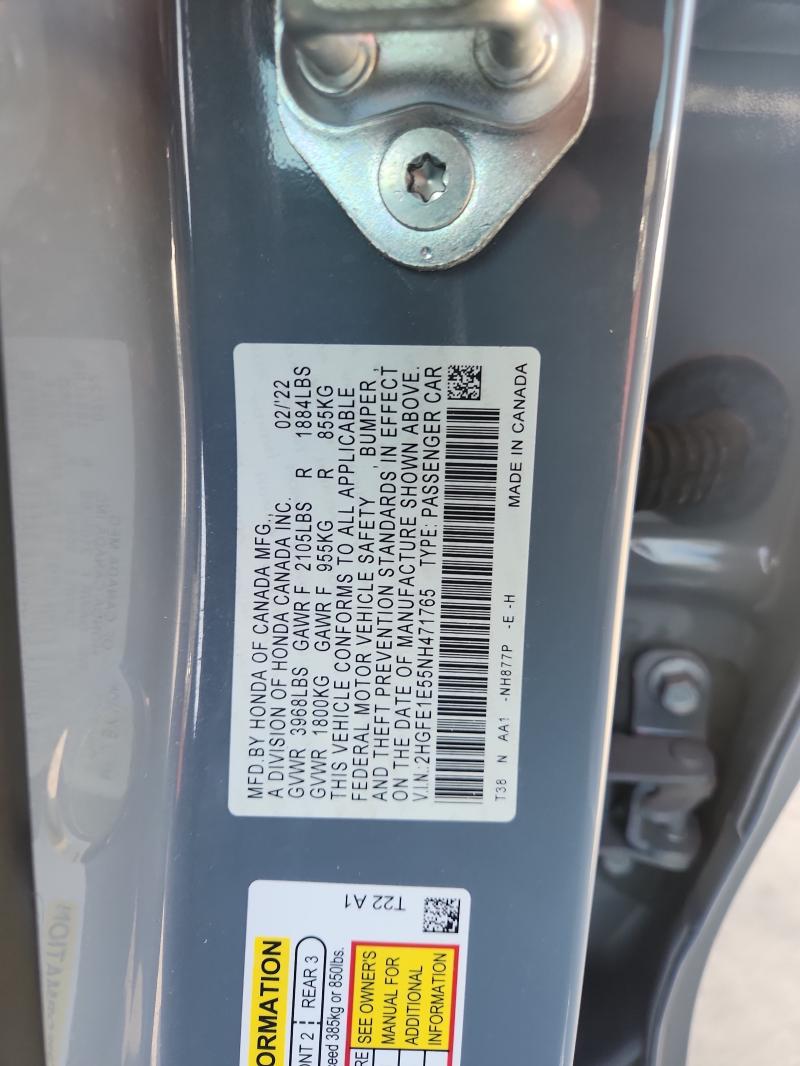 MFD.BY HONDA OF CANADA MFG., 02/'22
A DIVISION OF HONDA CANADA INC.
GVWR 3968LBS GAWR F 2105LBS R 1884LBS
GVWR 1800KG GAWR F 955KG R 855KG
THIS VEHICLE CONFORMS TO ALL APPLICABLE
FEDERAL MOTOR VEHICLE SAFETY , BUMPER ,
AND THEFT PREVENTION STANDARDS IN EFFECT
ON THE DATE OF MANUFACTURE SHOWN ABOVE.
V.I.N.:2HGFE1E55NH471765 TYPE: PASSENGER CAR
T38 N AA1 -NH877P -E -H MADE IN CANADA
T22 A1
ORMATION
ONT 2 REAR 3
ceed 385kg or 850lbs.
RE SEE OWNER'S
MANUAL FOR
ADDITIONAL
INFORMATION